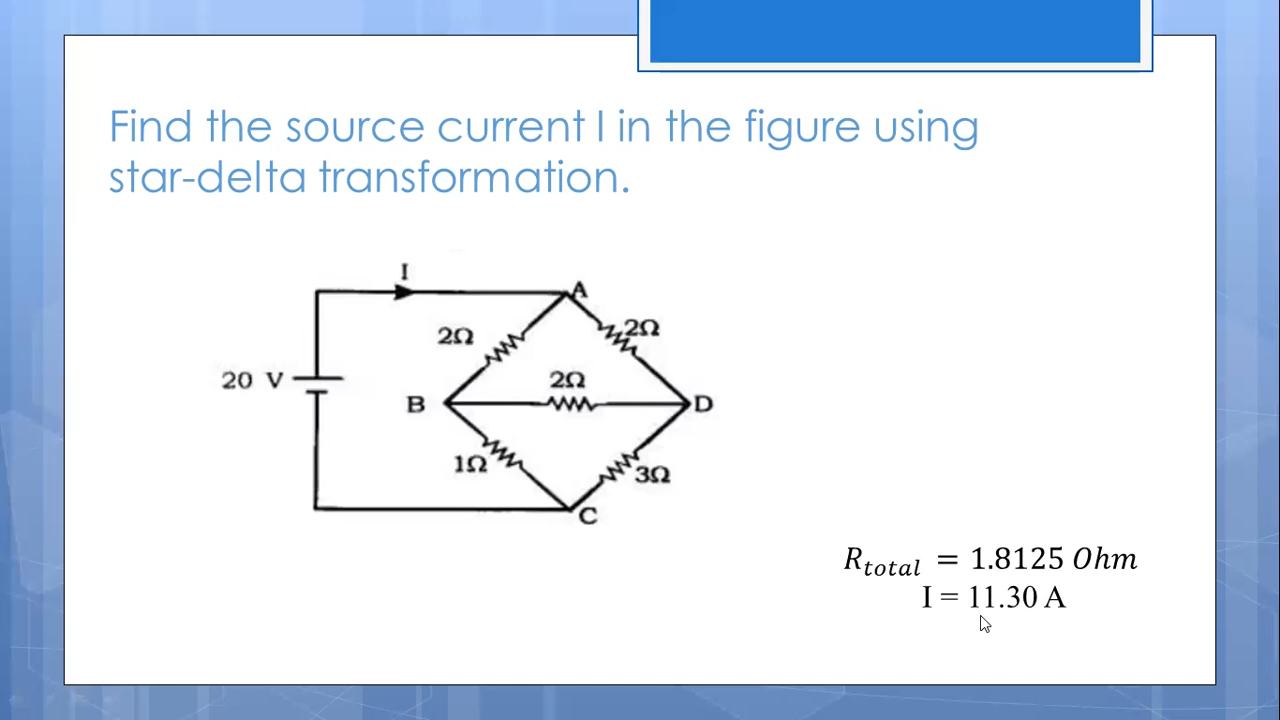 Find the source current I in the figure using
star-delta transformation.
I
A
2Ω
2Ω
20 V
2Ω
B
D
1Ω
3Ω
C
R_total = 1.8125 Ohm
I = 11.30 A